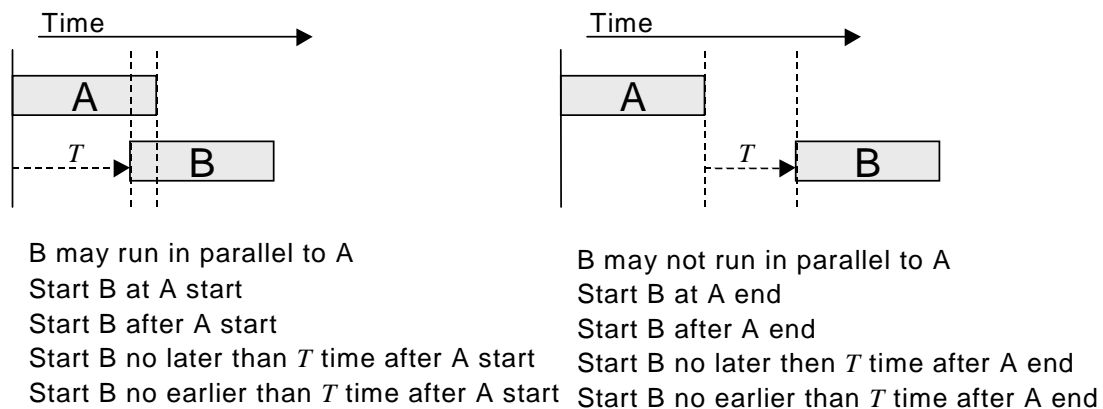 Time
A
T
B
B may run in parallel to A
Start B at A start
Start B after A start
Start B no later than T time after A start
Start B no earlier than T time after A start
Time
A
T
B
B may not run in parallel to A
Start B at A end
Start B after A end
Start B no later then T time after A end
Start B no earlier than T time after A end